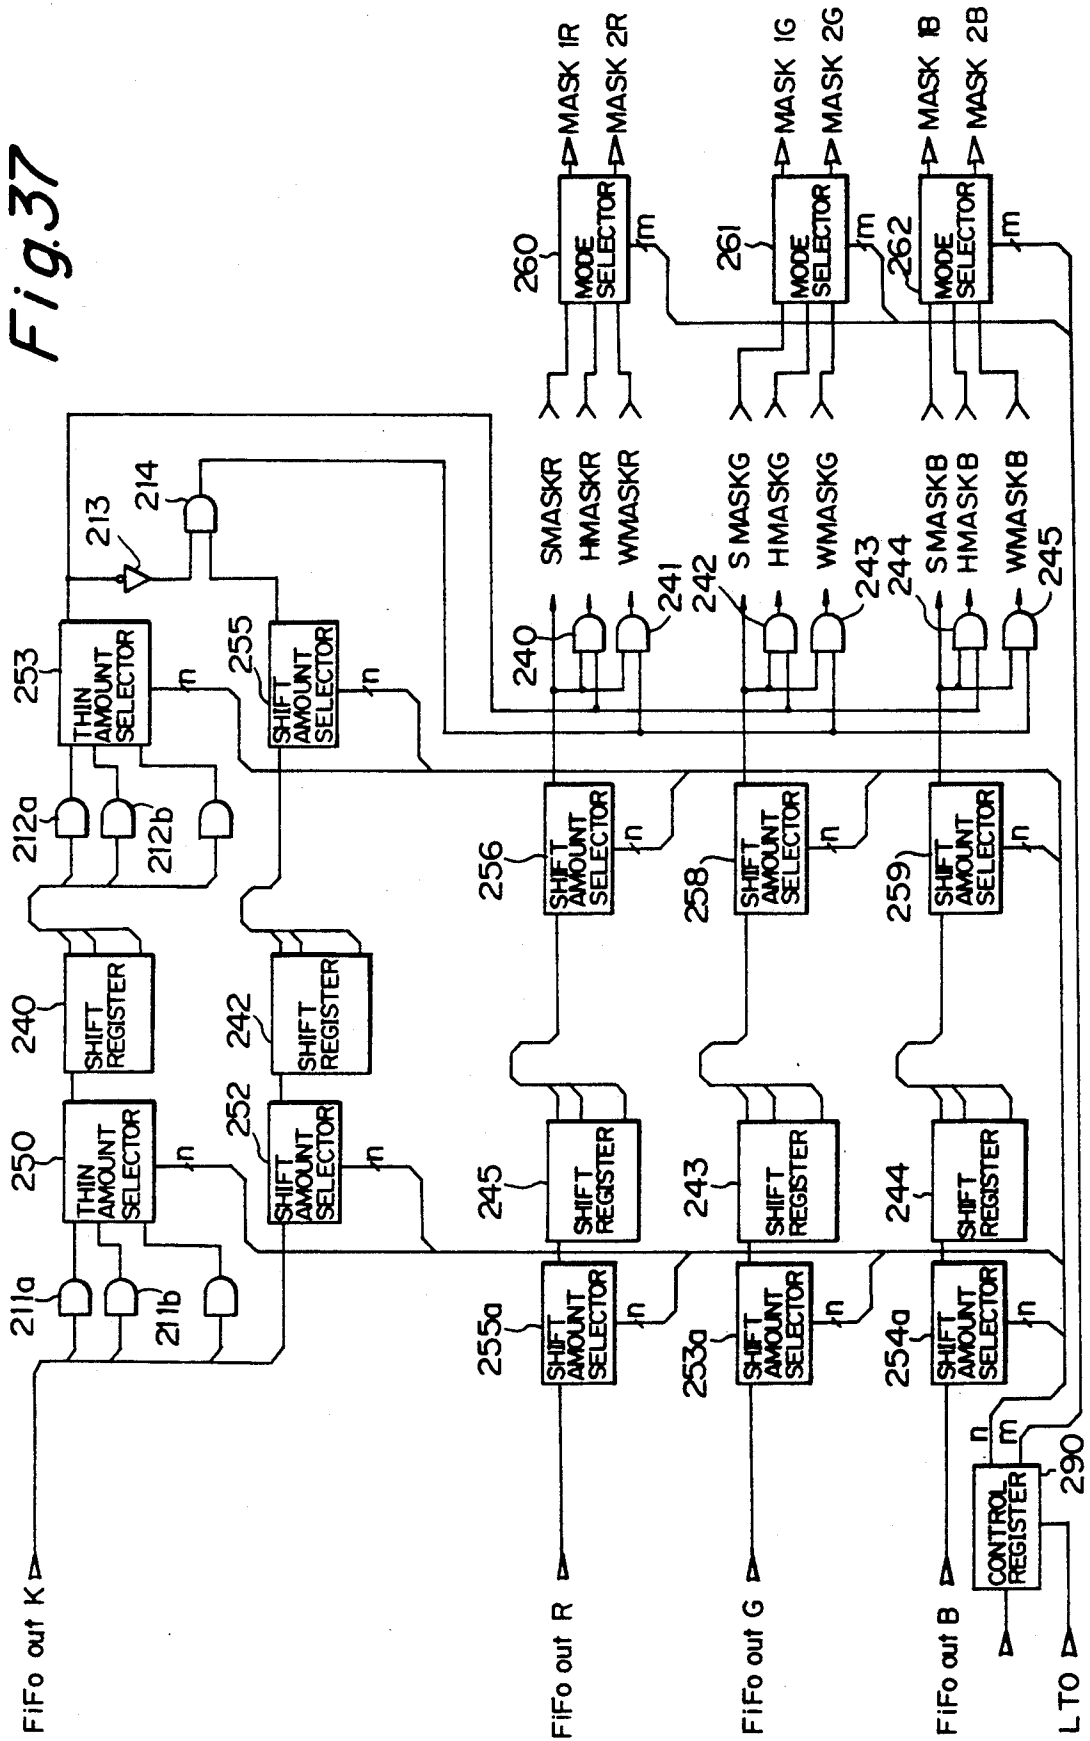 Fig.37
FiFo out K
211a
211b
250
THIN
AMOUNT
SELECTOR
n
240
SHIFT
REGISTER
212a
212b
253
THIN
AMOUNT
SELECTOR
n
213
214
252
SHIFT
AMOUNT
SELECTOR
n
242
SHIFT
REGISTER
255
SHIFT
AMOUNT
SELECTOR
n
FiFo out R
255a
SHIFT
AMOUNT
SELECTOR
n
245
SHIFT
REGISTER
256
SHIFT
AMOUNT
SELECTOR
n
240
241
SMASKR
HMASKR
WMASKR
260
MODE
SELECTOR
m
MASK 1R
MASK 2R
FiFo out G
253a
SHIFT
AMOUNT
SELECTOR
n
243
SHIFT
REGISTER
258
SHIFT
AMOUNT
SELECTOR
n
242
243
SMASKG
HMASKG
WMASKG
261
MODE
SELECTOR
m
MASK 1G
MASK 2G
FiFo out B
254a
SHIFT
AMOUNT
SELECTOR
n
244
SHIFT
REGISTER
259
SHIFT
AMOUNT
SELECTOR
n
244
245
SMASKB
HMASKB
WMASKB
262
MODE
SELECTOR
m
MASK 1B
MASK 2B
LTO
CONTROL
REGISTER
290
n
m